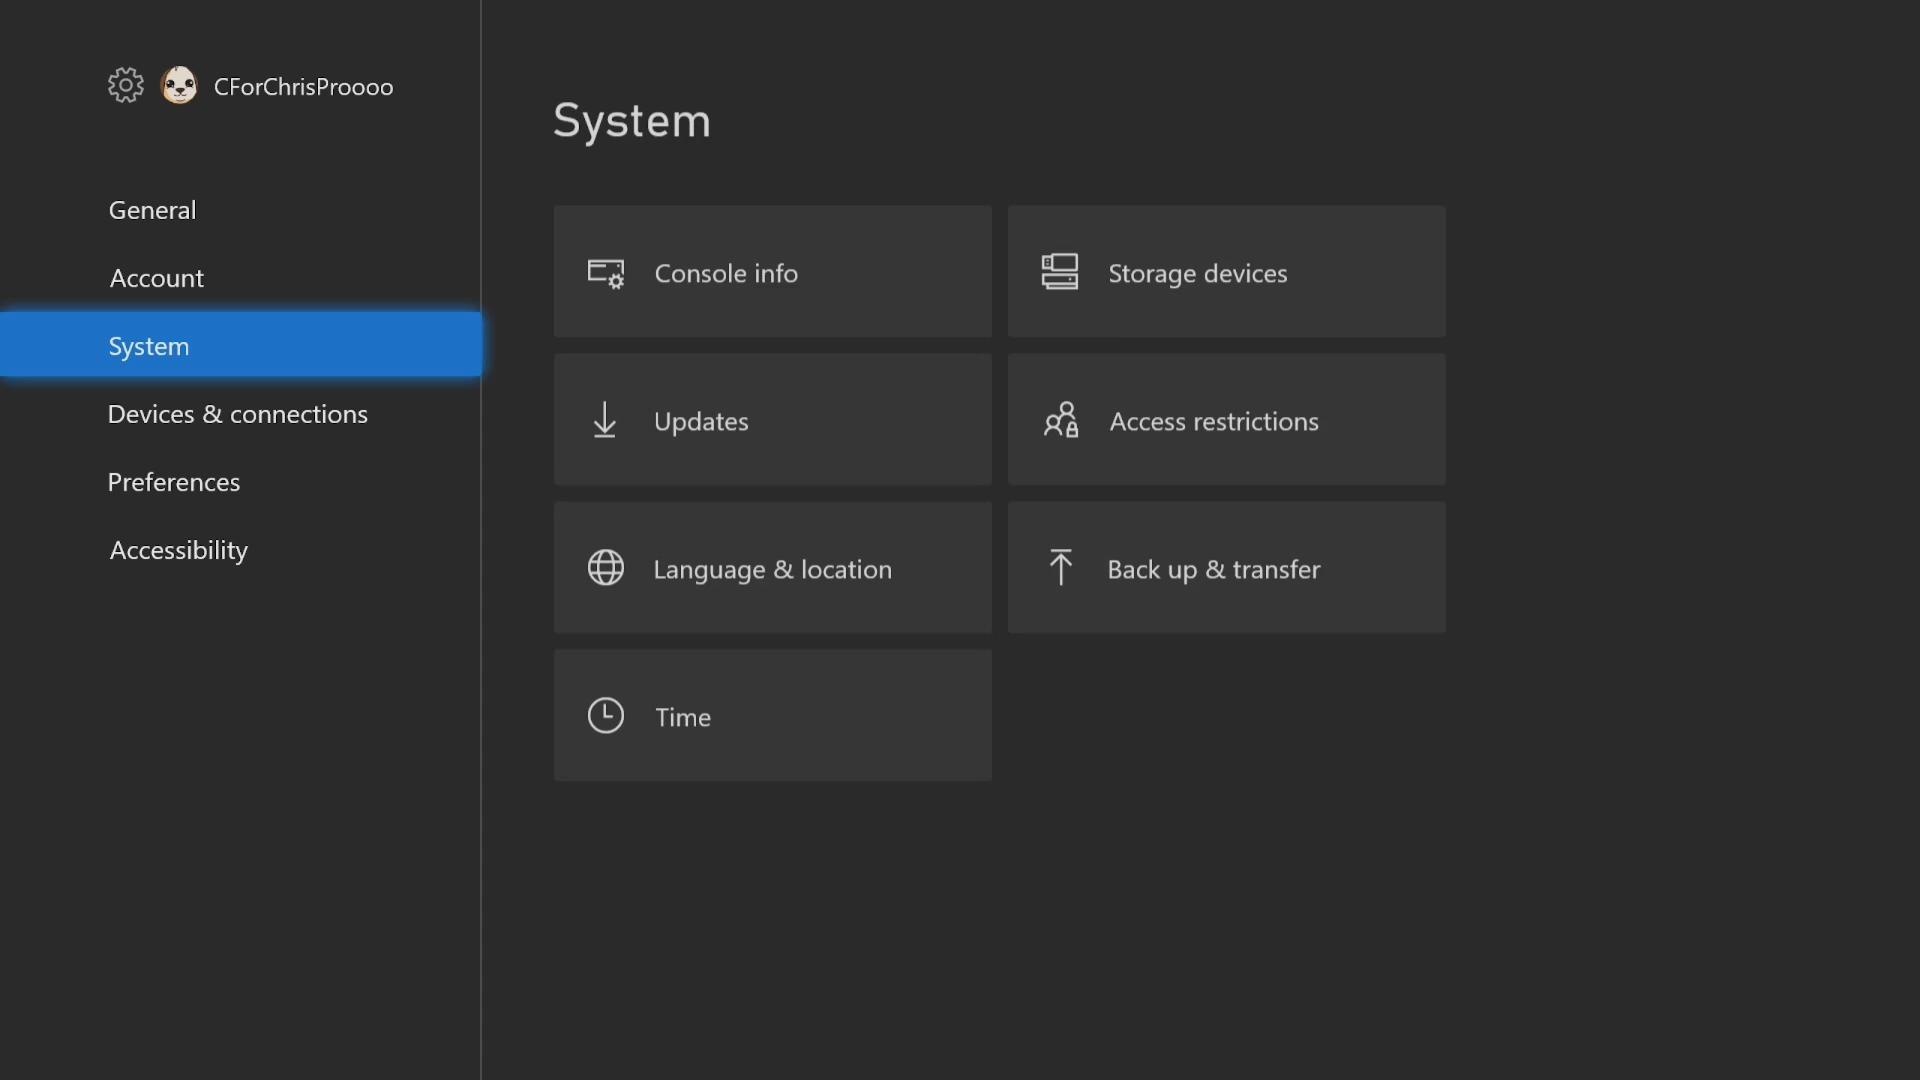 CForChrisProooo
General
Account
System
Devices & connections
Preferences
Accessibility
System
Console info
Storage devices
Updates
Access restrictions
Language & location
Back up & transfer
Time